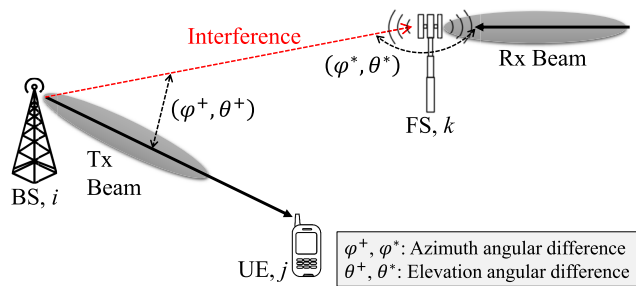 Interference
(φ*, θ*)
Rx Beam
(φ⁺, θ⁺)
FS, k
Tx
Beam
BS, i
UE, j
φ⁺, φ*: Azimuth angular difference
θ⁺, θ*: Elevation angular difference